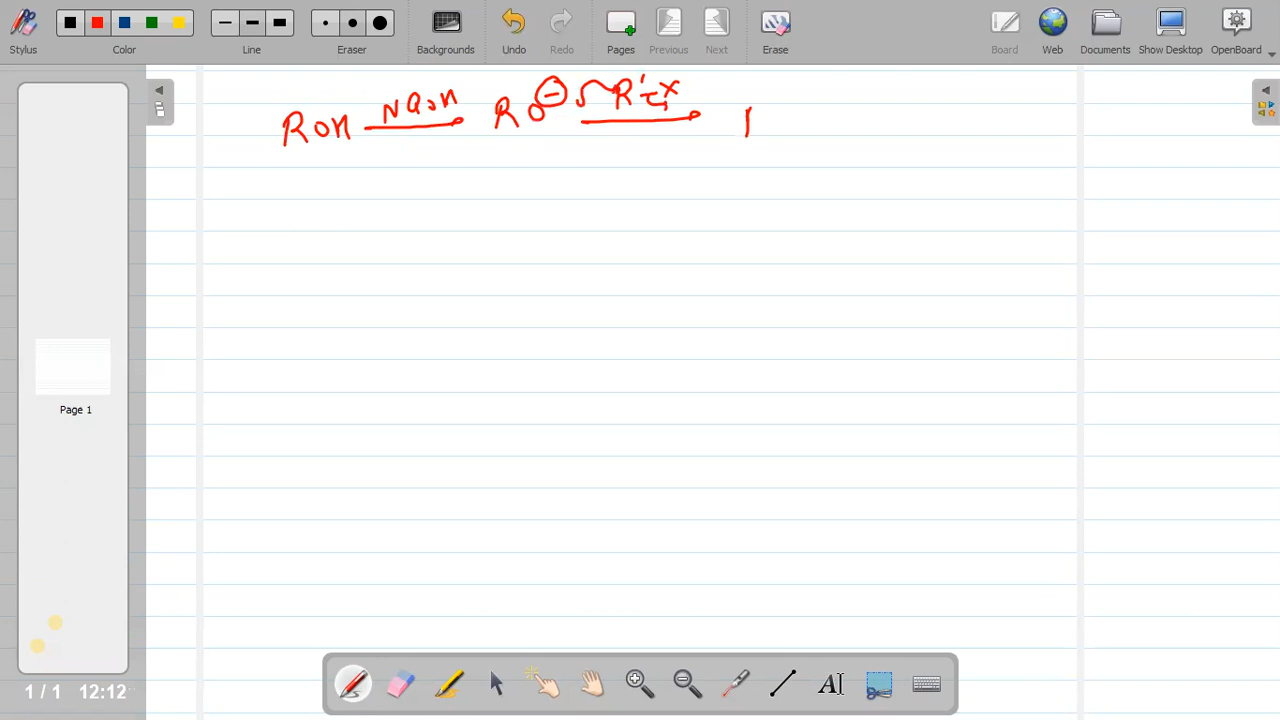 Stylus
Color
Line
Eraser
Backgrounds
Undo
Redo
Pages
Previous
Next
Erase
Board
Web
Documents
Show Desktop
OpenBoard
ROH NaOH RO⊖ R'-X
Page 1
1 / 1 12:12